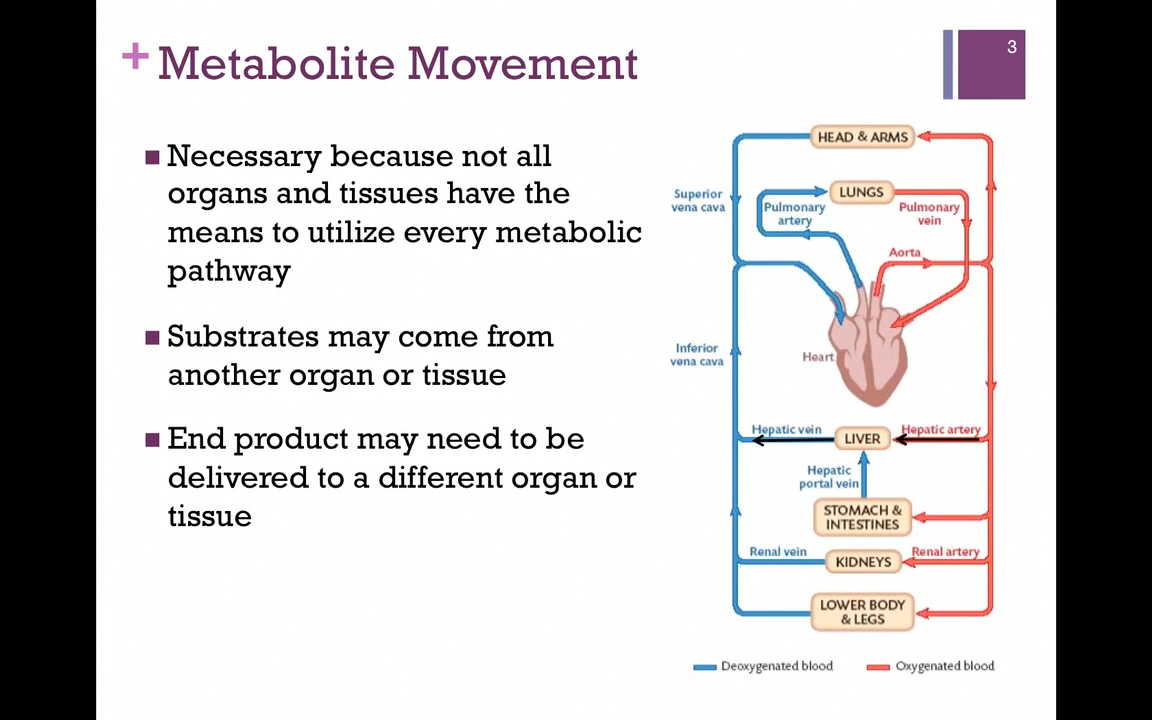 + Metabolite Movement
3
■ Necessary because not all
organs and tissues have the
means to utilize every metabolic
pathway
■ Substrates may come from
another organ or tissue
■ End product may need to be
delivered to a different organ or
tissue
HEAD & ARMS
LUNGS
Superior
vena cava
Pulmonary
artery
Pulmonary
vein
Aorta
Inferior
vena cava
Heart
Hepatic vein
LIVER
Hepatic artery
Hepatic
portal vein
STOMACH &
INTESTINES
Renal vein
KIDNEYS
Renal artery
LOWER BODY
& LEGS
Deoxygenated blood
Oxygenated blood